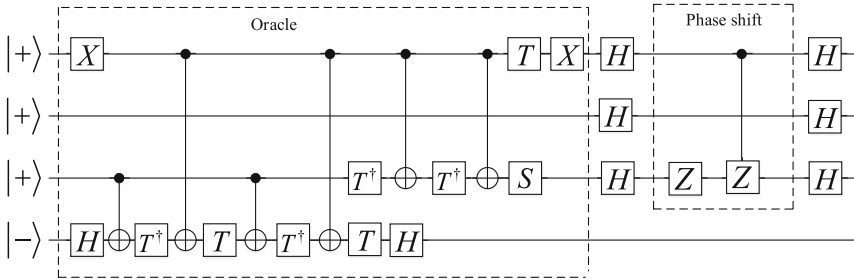 Oracle
Phase shift
|+⟩ X T X H H
|+⟩ H H
|+⟩ T† T† S H Z Z H
|−⟩ H T† T T† T H